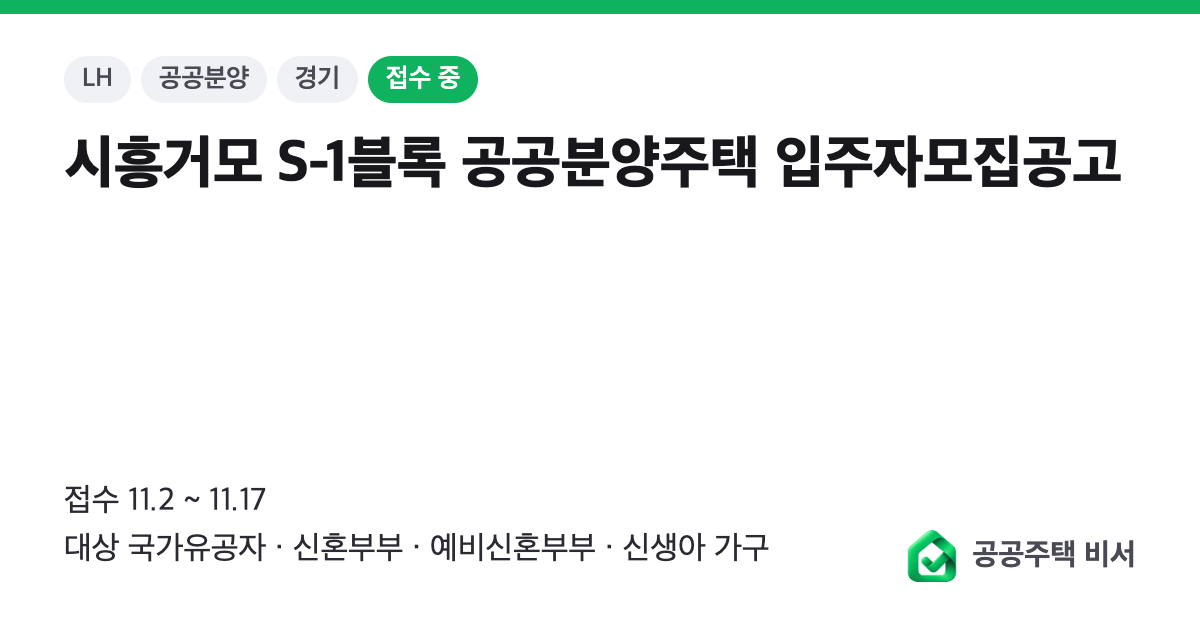 LH 공공분양 경기 접수 중
시흥거모 S-1블록 공공분양주택 입주자모집공고
접수 11.2 ~ 11.17
대상 국가유공자 · 신혼부부 · 예비신혼부부 · 신생아 가구
공공주택 비서